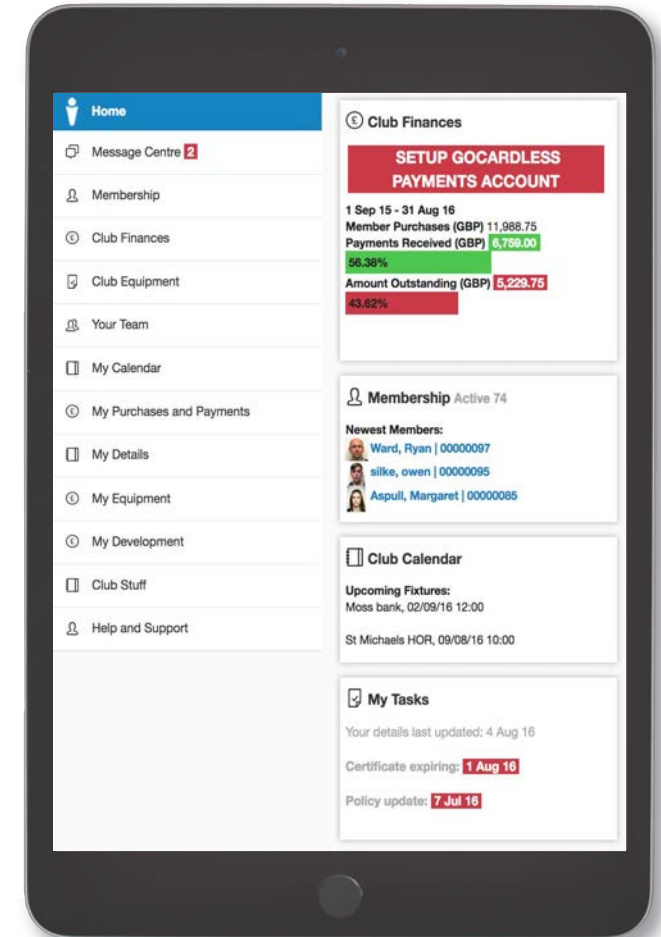 Home
Message Centre 2
Membership
Club Finances
Club Equipment
Your Team
My Calendar
My Purchases and Payments
My Details
My Equipment
My Development
Club Stuff
Help and Support
Club Finances
SETUP GOCARDLESS
PAYMENTS ACCOUNT
1 Sep 15 - 31 Aug 16
Member Purchases (GBP) 11,988.75
Payments Received (GBP) 6,759.00
56.38%
Amount Outstanding (GBP) 5,229.75
43.62%
Membership Active 74
Newest Members:
Ward, Ryan | 00000097
silke, owen | 00000095
Aspull, Margaret | 00000085
Club Calendar
Upcoming Fixtures:
Moss bank, 02/09/16 12:00
St Michaels HOR, 09/08/16 10:00
My Tasks
Your details last updated: 4 Aug 16
Certificate expiring: 1 Aug 16
Policy update: 7 Jul 16